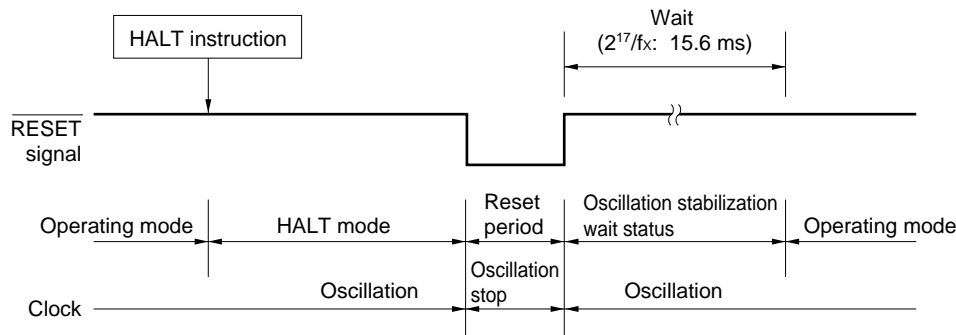 HALT instruction
Wait
(2¹⁷/fx: 15.6 ms)
RESET
signal
Operating mode
HALT mode
Reset
period
Oscillation stabilization
wait status
Operating mode
Clock
Oscillation
Oscillation
stop
Oscillation